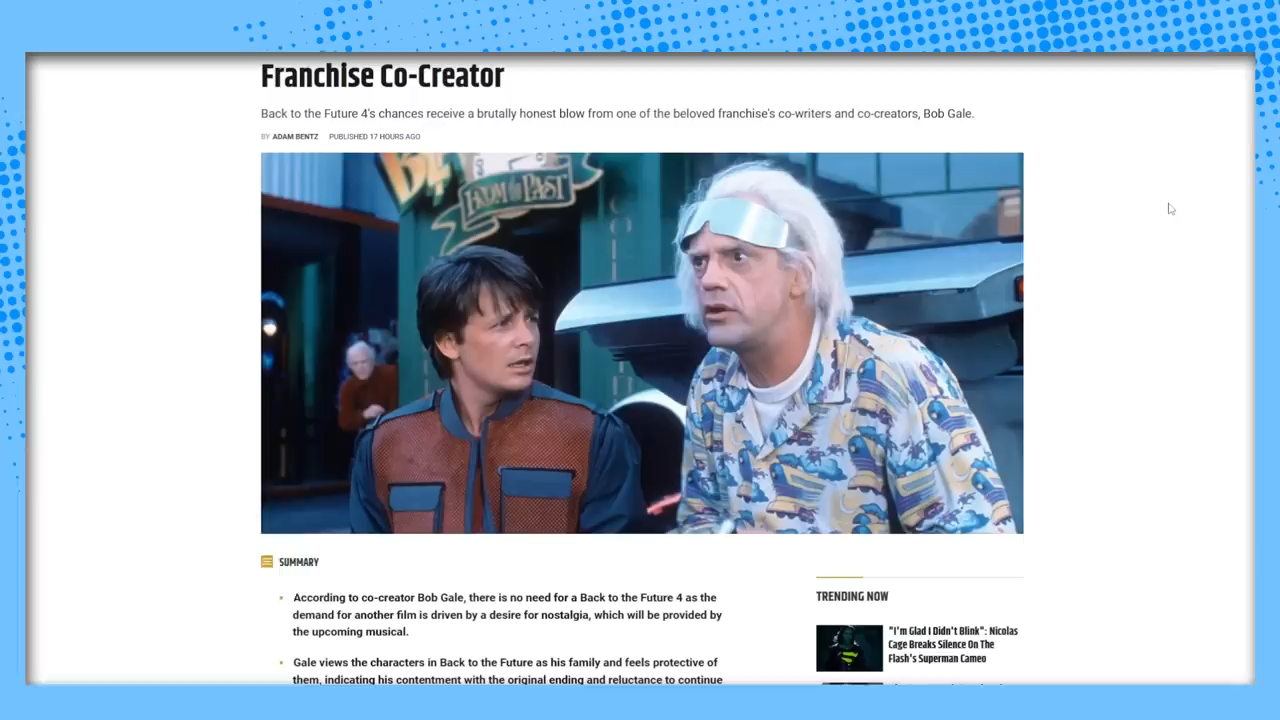 Franchise Co-Creator
Back to the Future 4's chances receive a brutally honest blow from one of the beloved franchise's co-writers and co-creators, Bob Gale.
BY ADAM BENTZ PUBLISHED 17 HOURS AGO
FROM THE PAST
SUMMARY
According to co-creator Bob Gale, there is no need for a Back to the Future 4 as the
demand for another film is driven by a desire for nostalgia, which will be provided by
the upcoming musical.
Gale views the characters in Back to the Future as his family and feels protective of
them, indicating his contentment with the original ending and reluctance to continue
TRENDING NOW
"I'm Glad I Didn't Blink": Nicolas
Cage Breaks Silence On The
Flash's Superman Cameo